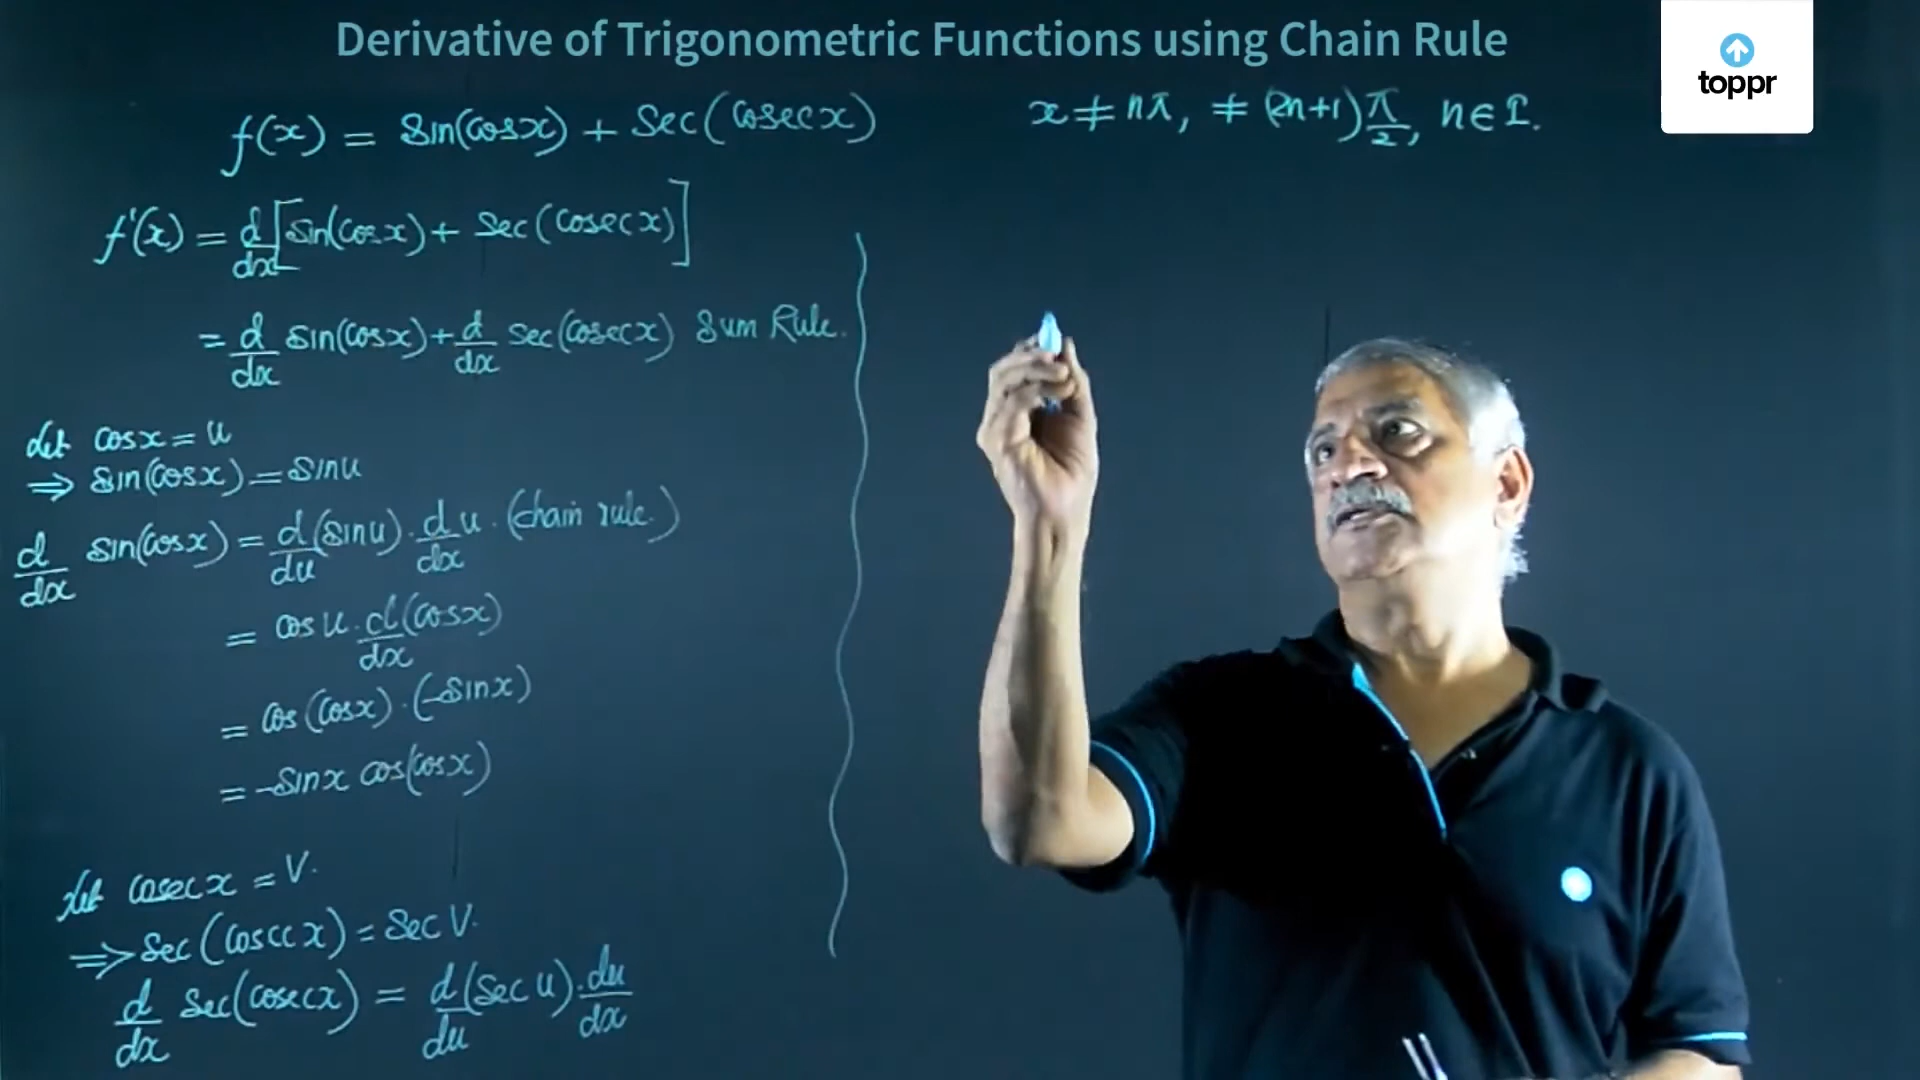 Derivative of Trigonometric Functions using Chain Rule
toppr
f(x) = Sin(Cosx) + Sec(Cosecx)    x ≠ nπ, ≠ (2n+1)π/2, n ∈ I.
f'(x) = d/dx [Sin(Cosx) + Sec(Cosecx)]
= d/dx Sin(Cosx) + d/dx Sec(Cosecx) Sum Rule.
Let Cosx = u
⇒ Sin(Cosx) = Sinu
d/dx Sin(Cosx) = d/du (Sinu) . d/dx u . (Chain rule.)
= Cos u . d/dx (Cosx)
= Cos (Cosx) . (-Sinx)
= -Sinx Cos(Cosx)
Let Cosecx = V.
⇒ Sec (Cosec x) = Sec V.
d/dx Sec(Cosecx) = d/du (Sec u) . du/dx